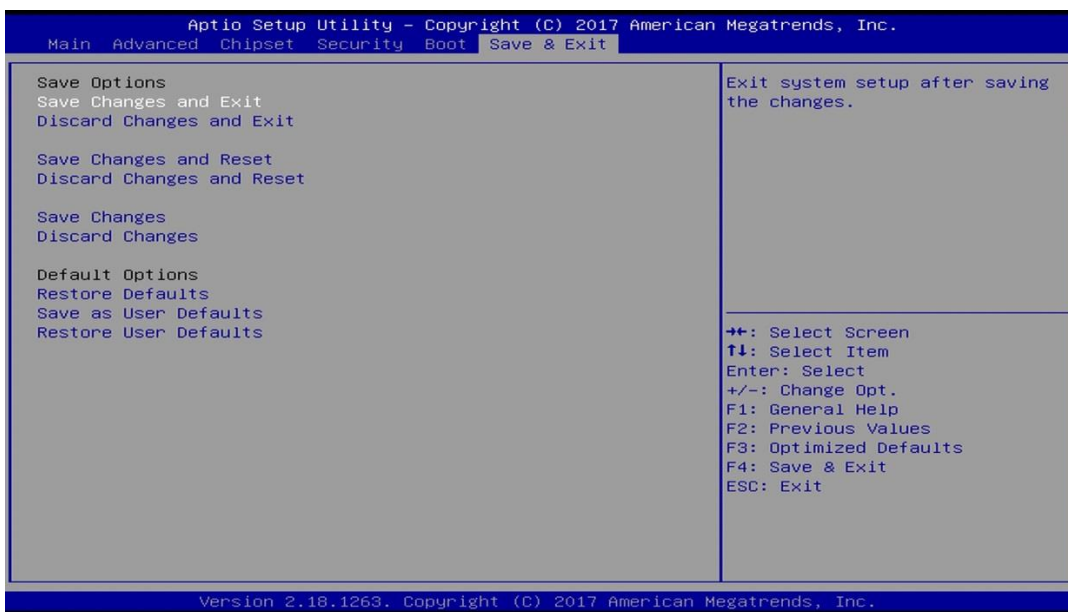 Aptio Setup Utility – Copyright (C) 2017 American Megatrends, Inc.
Main Advanced Chipset Security Boot Save & Exit
Save Options
Save Changes and Exit
Discard Changes and Exit
Save Changes and Reset
Discard Changes and Reset
Save Changes
Discard Changes
Default Options
Restore Defaults
Save as User Defaults
Restore User Defaults
Exit system setup after saving
the changes.
→←: Select Screen
↑↓: Select Item
Enter: Select
+/-: Change Opt.
F1: General Help
F2: Previous Values
F3: Optimized Defaults
F4: Save & Exit
ESC: Exit
Version 2.18.1263. Copyright (C) 2017 American Megatrends, Inc.